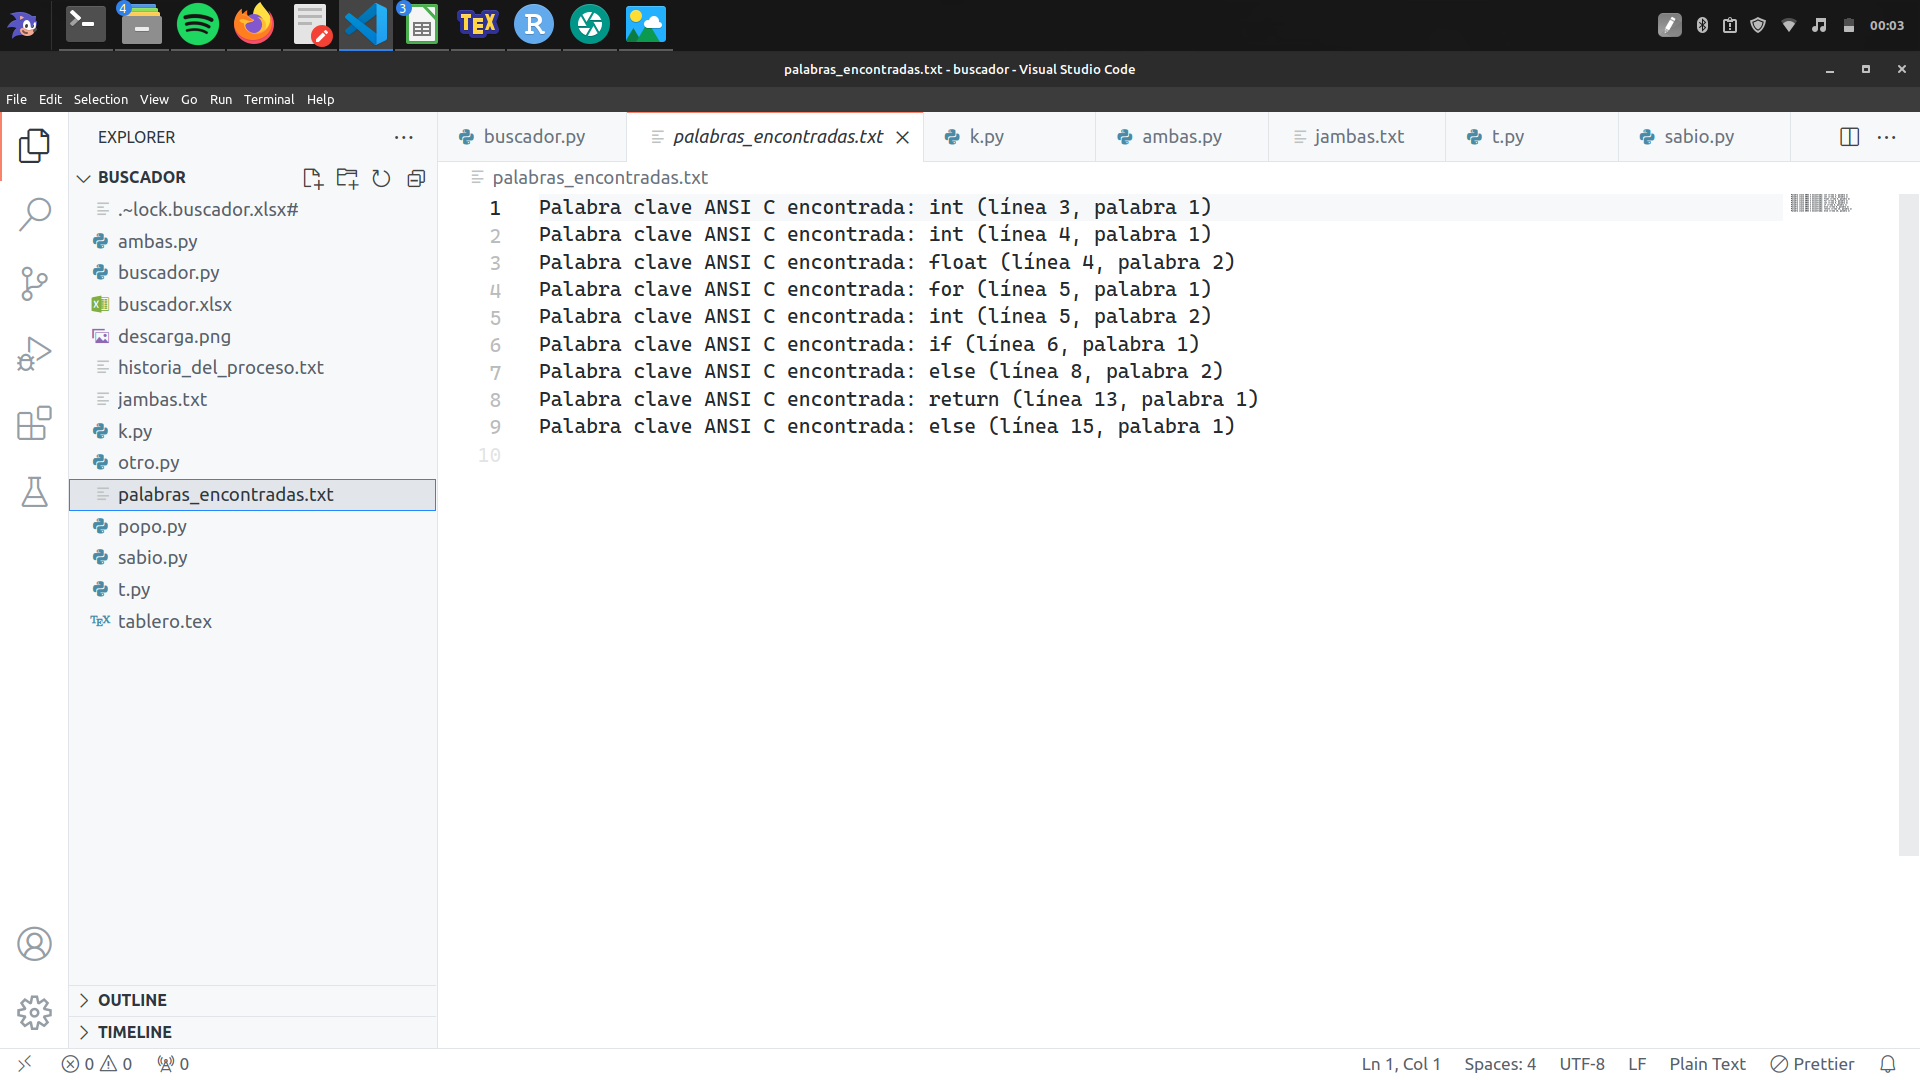 4
TEX
R
3
00:03
palabras_encontradas.txt - buscador - Visual Studio Code
File Edit Selection View Go Run Terminal Help
EXPLORER
BUSCADOR
.~lock.buscador.xlsx#
ambas.py
buscador.py
buscador.xlsx
descarga.png
historia_del_proceso.txt
jambas.txt
k.py
otro.py
palabras_encontradas.txt
popo.py
sabio.py
t.py
TEX tablero.tex
OUTLINE
TIMELINE
buscador.py palabras_encontradas.txt k.py ambas.py jambas.txt t.py sabio.py
palabras_encontradas.txt
1 Palabra clave ANSI C encontrada: int (línea 3, palabra 1)
2 Palabra clave ANSI C encontrada: int (línea 4, palabra 1)
3 Palabra clave ANSI C encontrada: float (línea 4, palabra 2)
4 Palabra clave ANSI C encontrada: for (línea 5, palabra 1)
5 Palabra clave ANSI C encontrada: int (línea 5, palabra 2)
6 Palabra clave ANSI C encontrada: if (línea 6, palabra 1)
7 Palabra clave ANSI C encontrada: else (línea 8, palabra 2)
8 Palabra clave ANSI C encontrada: return (línea 13, palabra 1)
9 Palabra clave ANSI C encontrada: else (línea 15, palabra 1)
10
0 0 0 Ln 1, Col 1 Spaces: 4 UTF-8 LF Plain Text Prettier